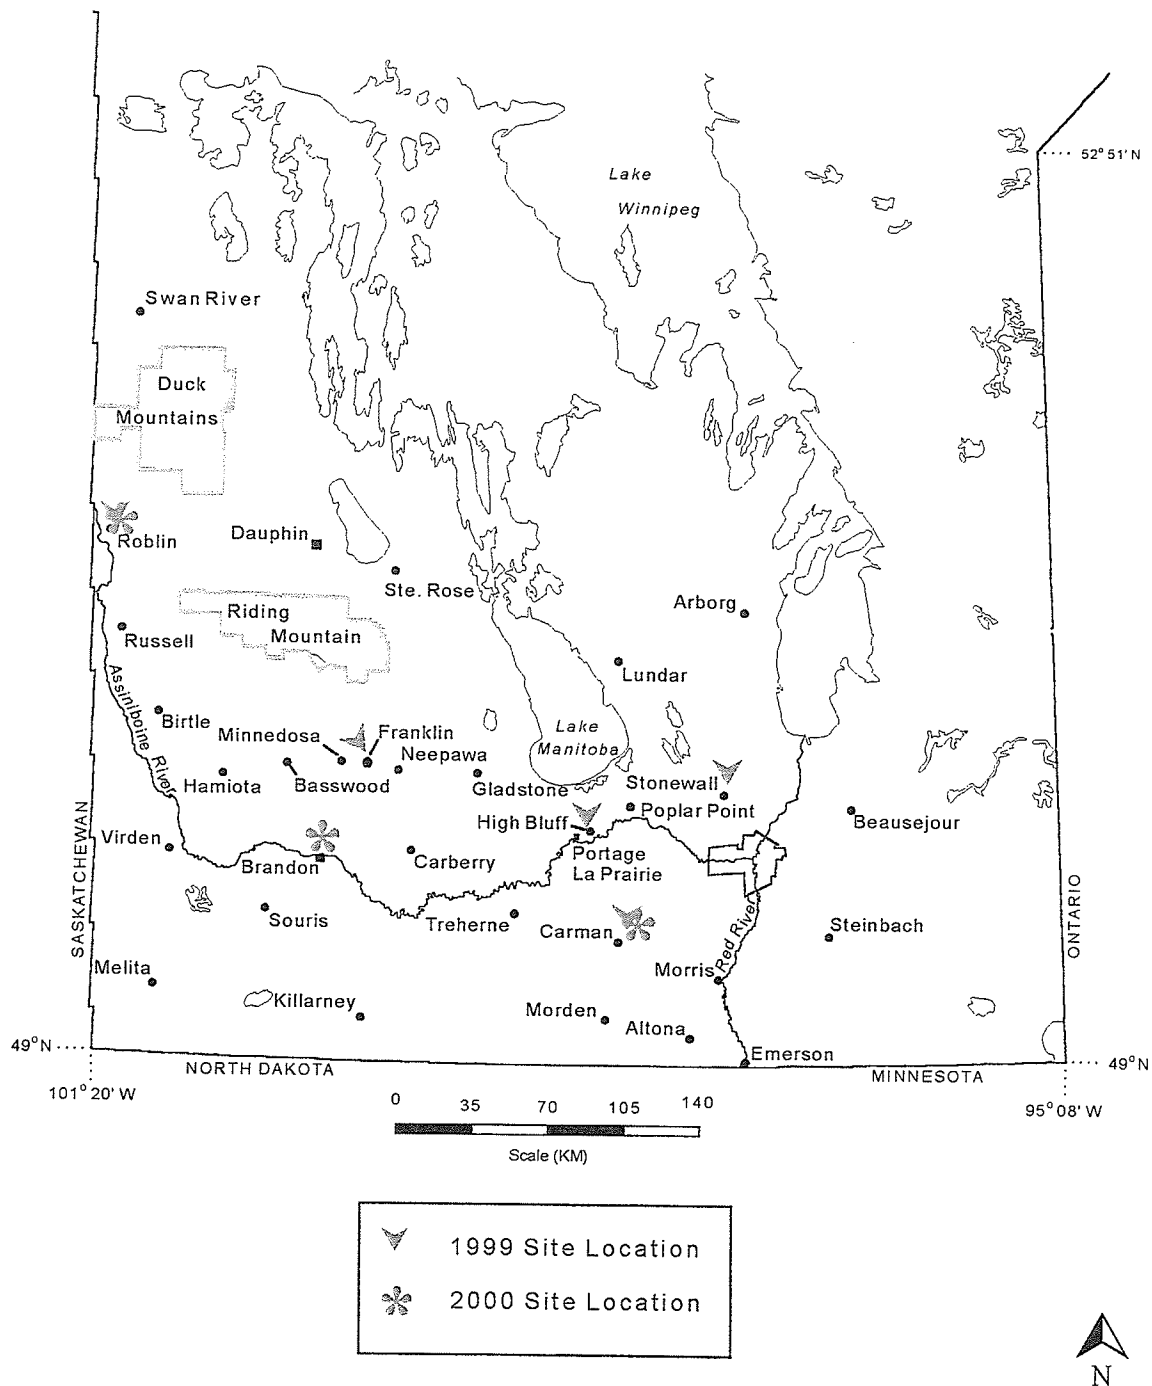 52° 51' N
Lake
Winnipeg
Swan River
Duck
Mountains
Roblin
Dauphin
Ste. Rose
Arborg
Riding
Mountain
Russell
Lundar
Assiniboine River
Birtle
Minnedosa
Franklin
Neepawa
Lake
Manitoba
Hamiota
Basswood
Gladstone
Stonewall
Poplar Point
High Bluff
Beausejour
Virden
Brandon
Carberry
Portage
La Prairie
SASKATCHEWAN
Souris
Treherne
Carman
Red River
Steinbach
ONTARIO
Melita
Morris
Killarney
Morden
Altona
Emerson
49°N
49°N
NORTH DAKOTA
MINNESOTA
101° 20' W
95° 08' W
0 35 70 105 140
Scale (KM)
1999 Site Location
2000 Site Location
N